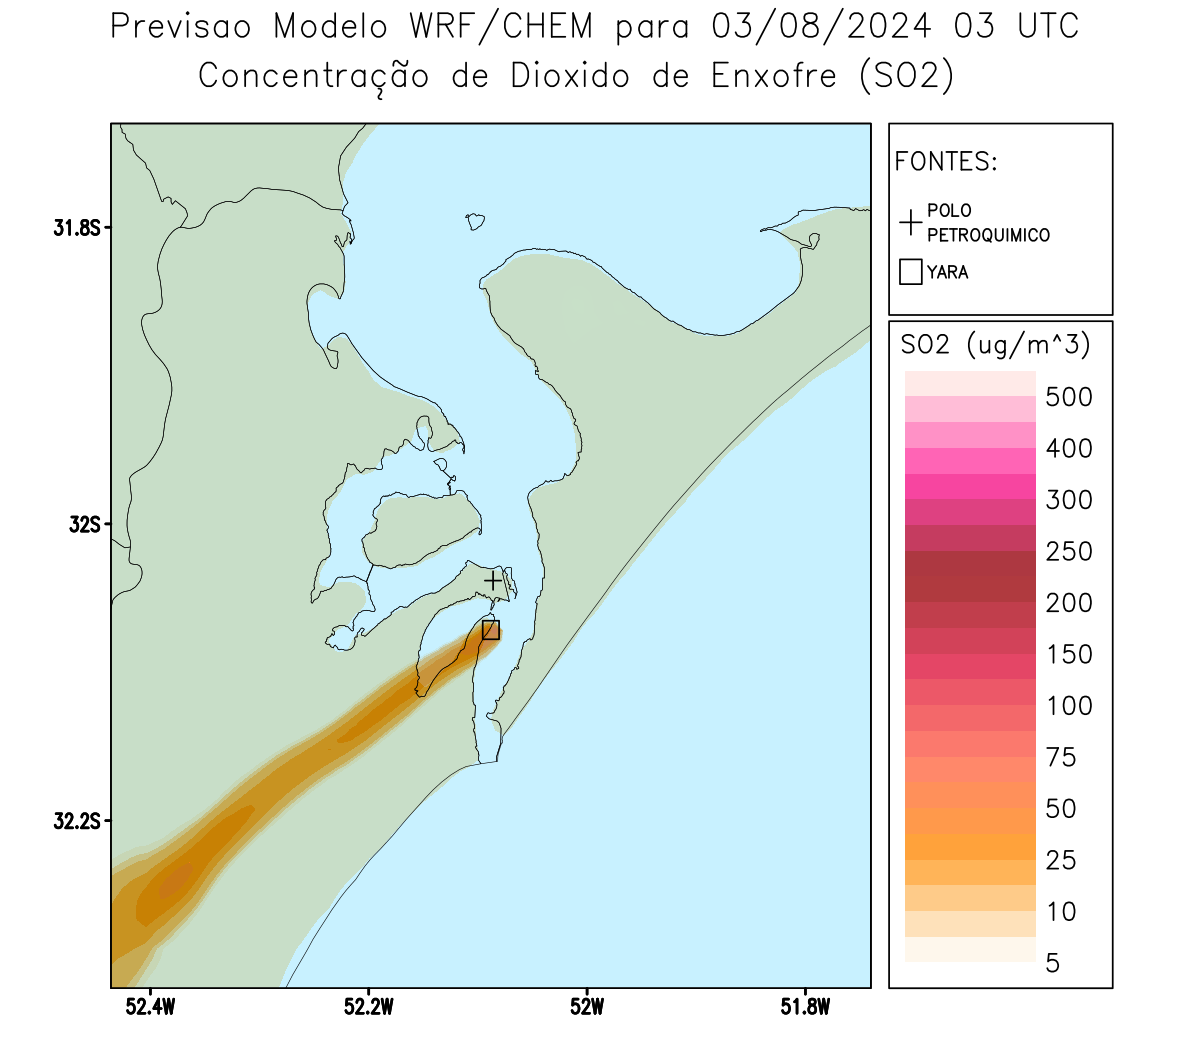 Previsao Modelo WRF/CHEM para 03/08/2024 03 UTC
Concentração de Dioxido de Enxofre (SO2)
FONTES:
POLO
PETROQUIMICO
YARA
SO2 (ug/m^3)
500
400
300
250
200
150
100
75
50
25
10
5
31.8S
32S
32.2S
52.4W
52.2W
52W
51.8W